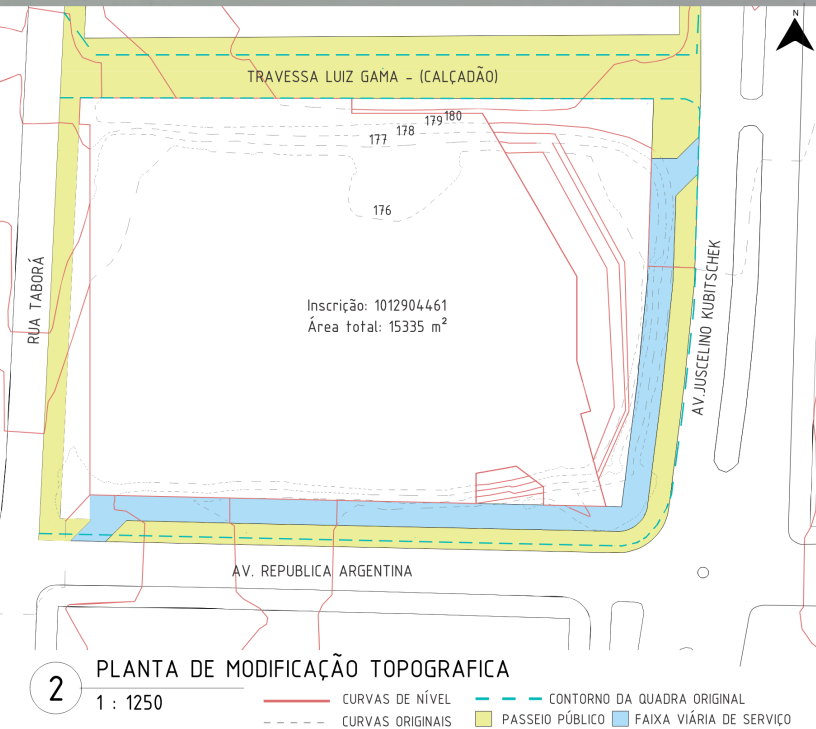 N
TRAVESSA LUIZ GAMA - (CALÇADÃO)
180
179
178
177
176
RUA TABORÁ
Inscrição: 1012904461
Área total: 15335 m²
AV.JUSCELINO KUBITSCHEK
AV. REPUBLICA ARGENTINA
2
PLANTA DE MODIFICAÇÃO TOPOGRAFICA
1 : 1250
CURVAS DE NÍVEL
CONTORNO DA QUADRA ORIGINAL
CURVAS ORIGINAIS
PASSEIO PÚBLICO
FAIXA VIÁRIA DE SERVIÇO